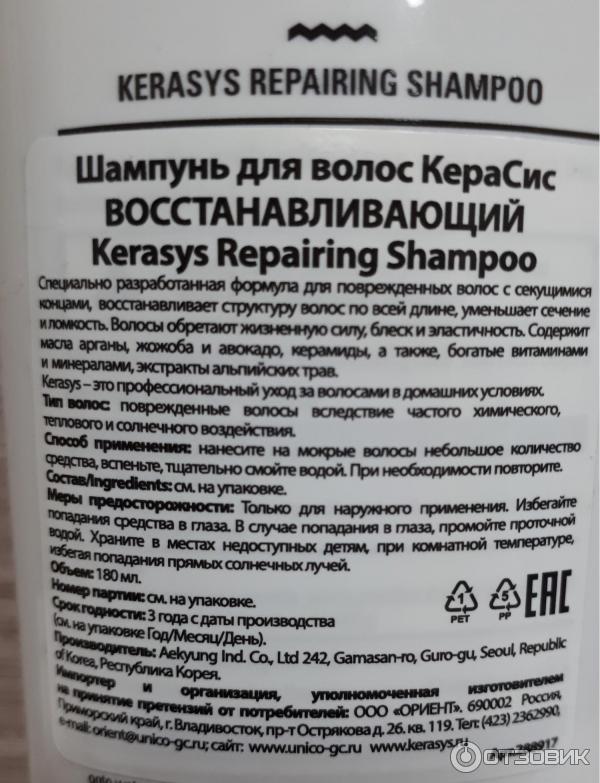 KERASYS REPAIRING SHAMPOO
Шампунь для волос КераСис
ВОССТАНАВЛИВАЮЩИЙ
Kerasys Repairing Shampoo
Специально разработанная формула для поврежденных волос с секущимися
концами, восстанавливает структуру волос по всей длине, уменьшает сечение
и ломкость. Волосы обретают жизненную силу, блеск и эластичность. Содержит
масла арганы, жожоба и авокадо, керамиды, а также, богатые витаминами
и минералами, экстракты альпийских трав.
Kerasys – это профессиональный уход за волосами в домашних условиях.
Тип волос: поврежденные волосы вследствие частого химического,
теплового и солнечного воздействия.
Способ применения: нанесите на мокрые волосы небольшое количество
средства, вспеньте, тщательно смойте водой. При необходимости повторите.
Состав/Ingredients: см. на упаковке.
Меры предосторожности: Только для наружного применения. Избегайте
попадания средства в глаза. В случае попадания в глаза, промойте проточной
водой. Храните в местах недоступных детям, при комнатной температуре,
избегая попадания прямых солнечных лучей.
Объем: 180 мл.
Номер партии: см. на упаковке.
Срок годности: 3 года с даты производства
(см. на упаковке Год/Месяц/День).
1 PET 5 PP EAC
Производитель: Aekyung Ind. Co., Ltd 242, Gamasan-ro, Guro-gu, Seoul, Republic
of Korea, Республика Корея.
Импортер и организация, уполномоченная изготовителем
на принятие претензий от потребителей: ООО «ОРИЕНТ». 690002 Россия,
Приморский край, г. Владивосток, пр-т Острякова д. 26. кв. 119. Тел: (423) 2362990,
e-mail: orient@unico-gc.ru; сайт: www.unico-gc.ru www.kerasys.ru
ОТЗОВИК